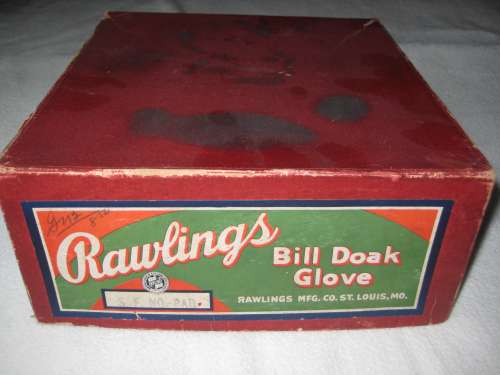 Rawlings
Bill Doak
Glove
RAWLINGS MFG. CO. ST. LOUIS, MO.
S.F. NO-PAD.